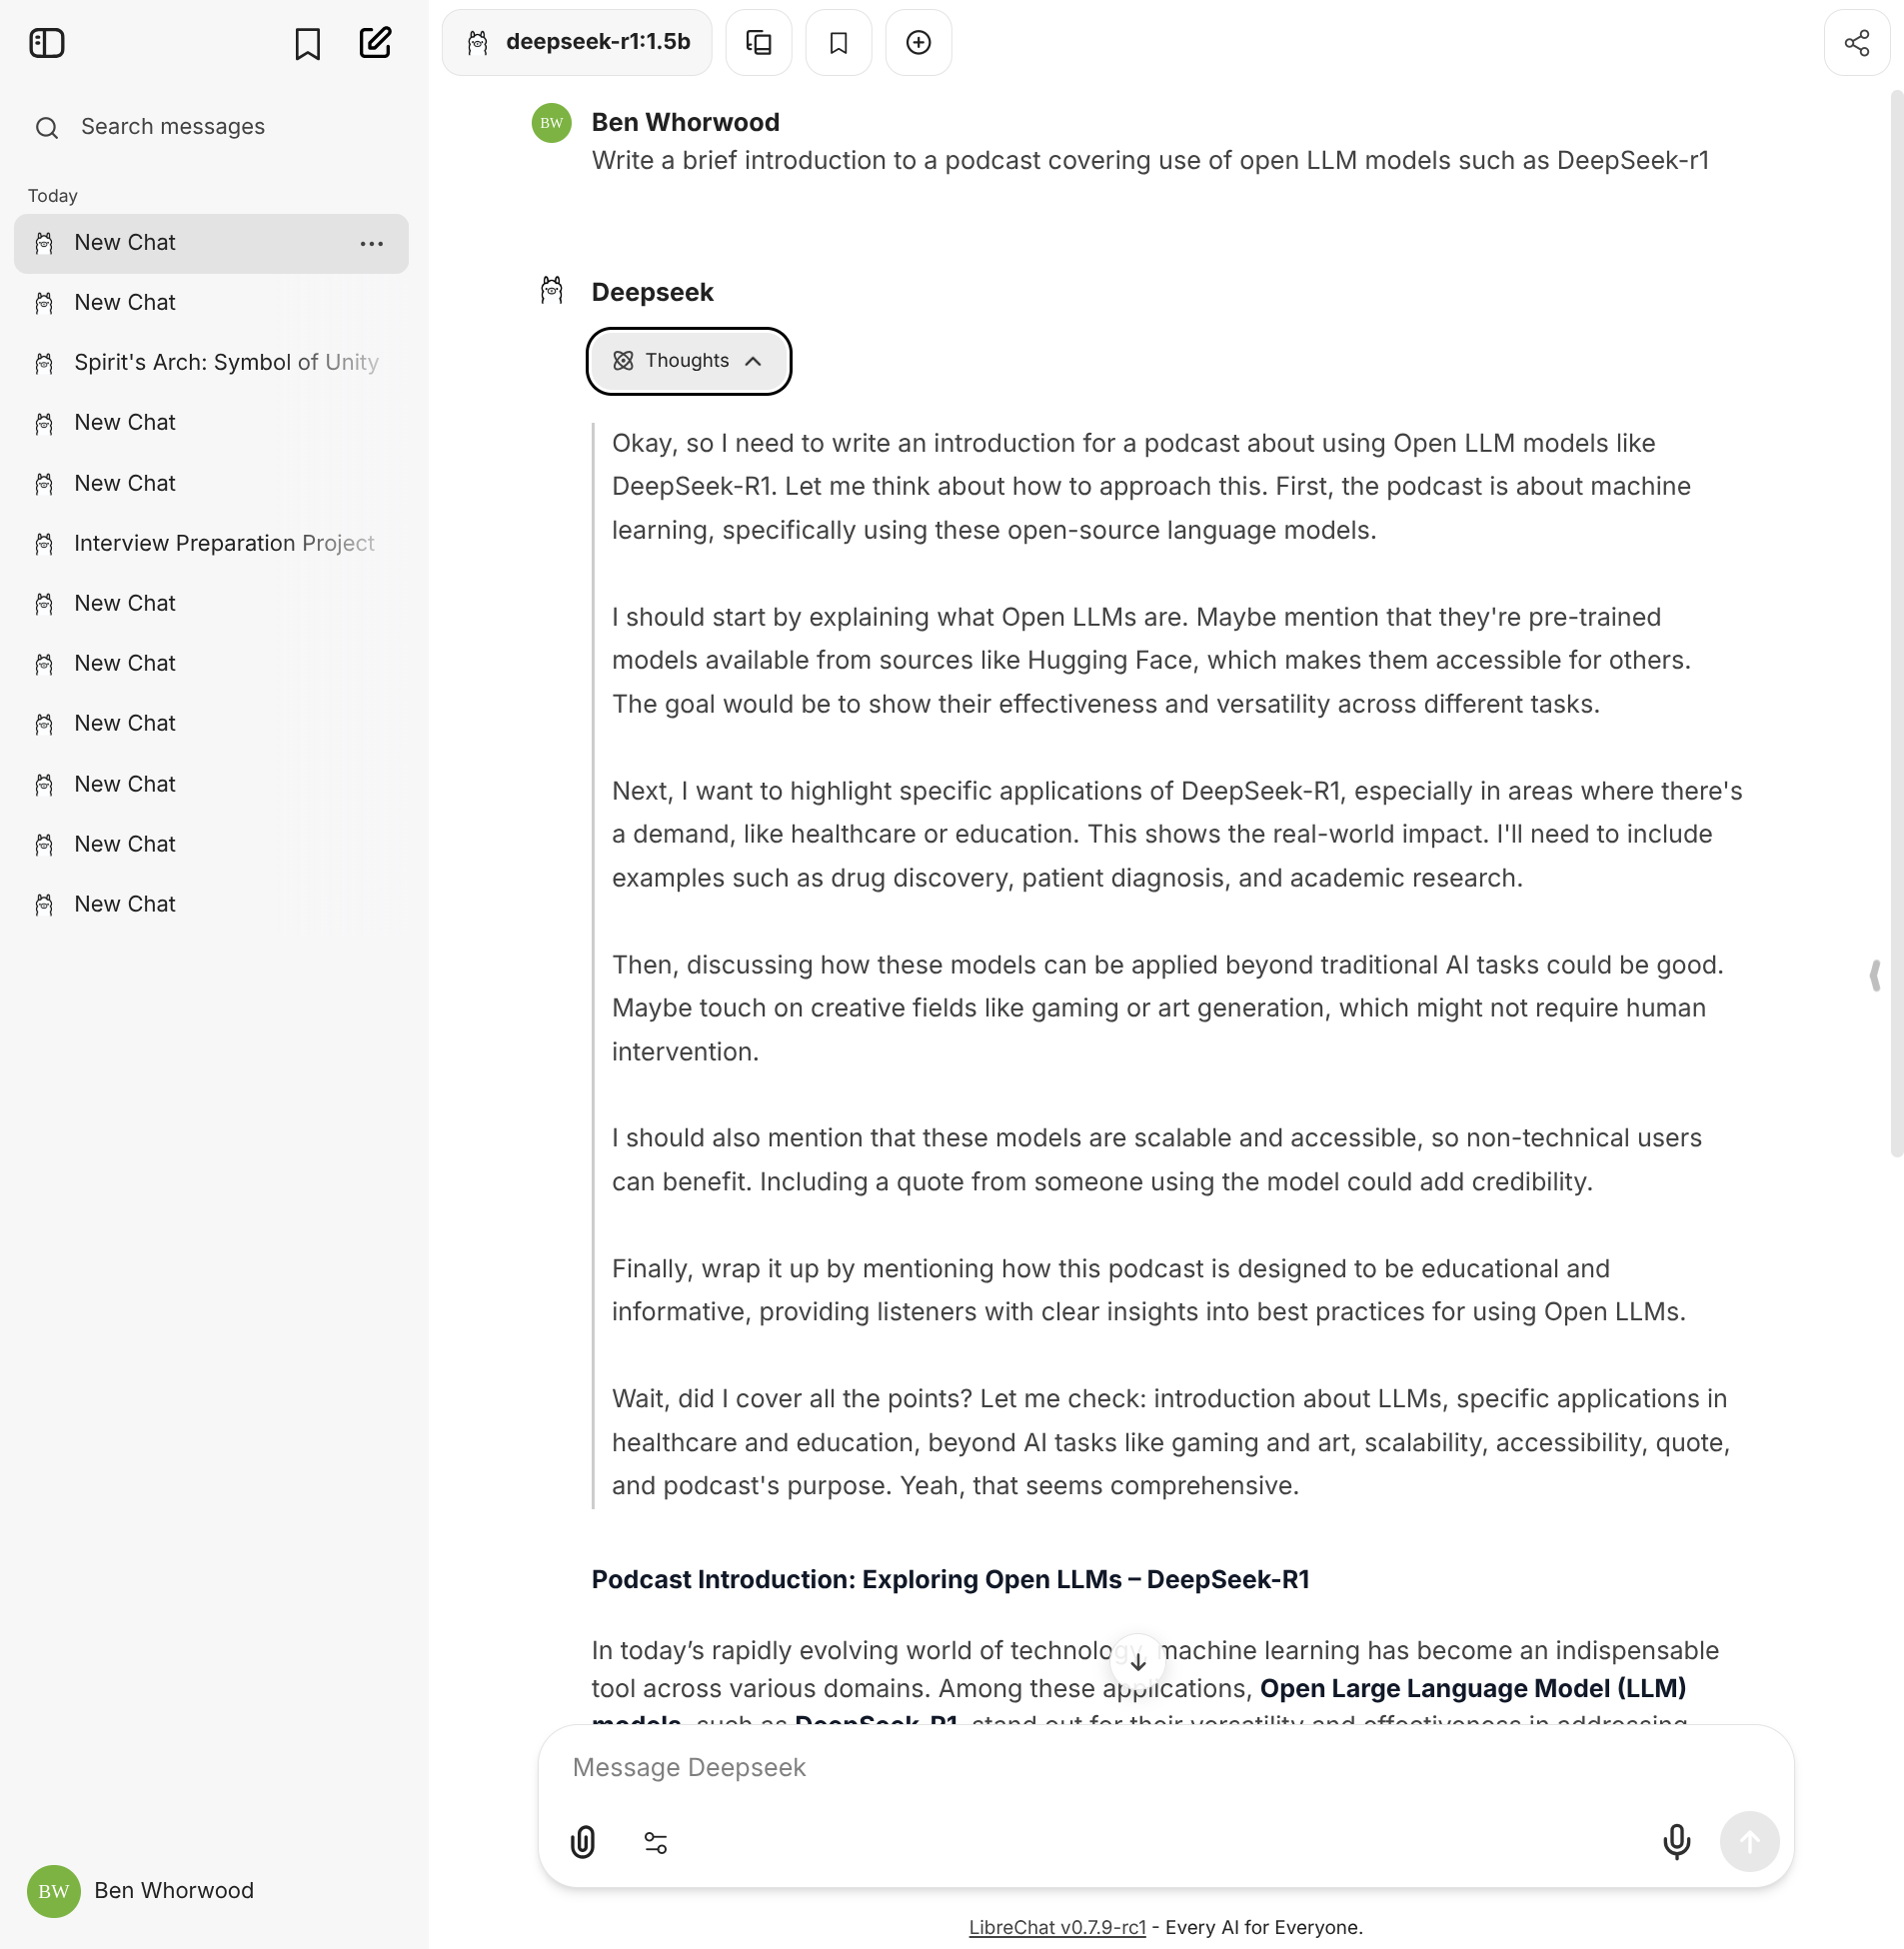 deepseek-r1:1.5b
Search messages
Today
New Chat
New Chat
Spirit's Arch: Symbol of Unity
New Chat
New Chat
Interview Preparation Project
New Chat
New Chat
New Chat
New Chat
New Chat
New Chat
BW
Ben Whorwood
BW
Ben Whorwood
Write a brief introduction to a podcast covering use of open LLM models such as DeepSeek-r1
Deepseek
Thoughts
Okay, so I need to write an introduction for a podcast about using Open LLM models like
DeepSeek-R1. Let me think about how to approach this. First, the podcast is about machine
learning, specifically using these open-source language models.
I should start by explaining what Open LLMs are. Maybe mention that they're pre-trained
models available from sources like Hugging Face, which makes them accessible for others.
The goal would be to show their effectiveness and versatility across different tasks.
Next, I want to highlight specific applications of DeepSeek-R1, especially in areas where there's
a demand, like healthcare or education. This shows the real-world impact. I'll need to include
examples such as drug discovery, patient diagnosis, and academic research.
Then, discussing how these models can be applied beyond traditional AI tasks could be good.
Maybe touch on creative fields like gaming or art generation, which might not require human
intervention.
I should also mention that these models are scalable and accessible, so non-technical users
can benefit. Including a quote from someone using the model could add credibility.
Finally, wrap it up by mentioning how this podcast is designed to be educational and
informative, providing listeners with clear insights into best practices for using Open LLMs.
Wait, did I cover all the points? Let me check: introduction about LLMs, specific applications in
healthcare and education, beyond AI tasks like gaming and art, scalability, accessibility, quote,
and podcast's purpose. Yeah, that seems comprehensive.
Podcast Introduction: Exploring Open LLMs – DeepSeek-R1
In today’s rapidly evolving world of technology, machine learning has become an indispensable
tool across various domains. Among these applications, Open Large Language Model (LLM)
models, such as DeepSeek-R1, stand out for their versatility and effectiveness in addressing
Message Deepseek
LibreChat v0.7.9-rc1 - Every AI for Everyone.